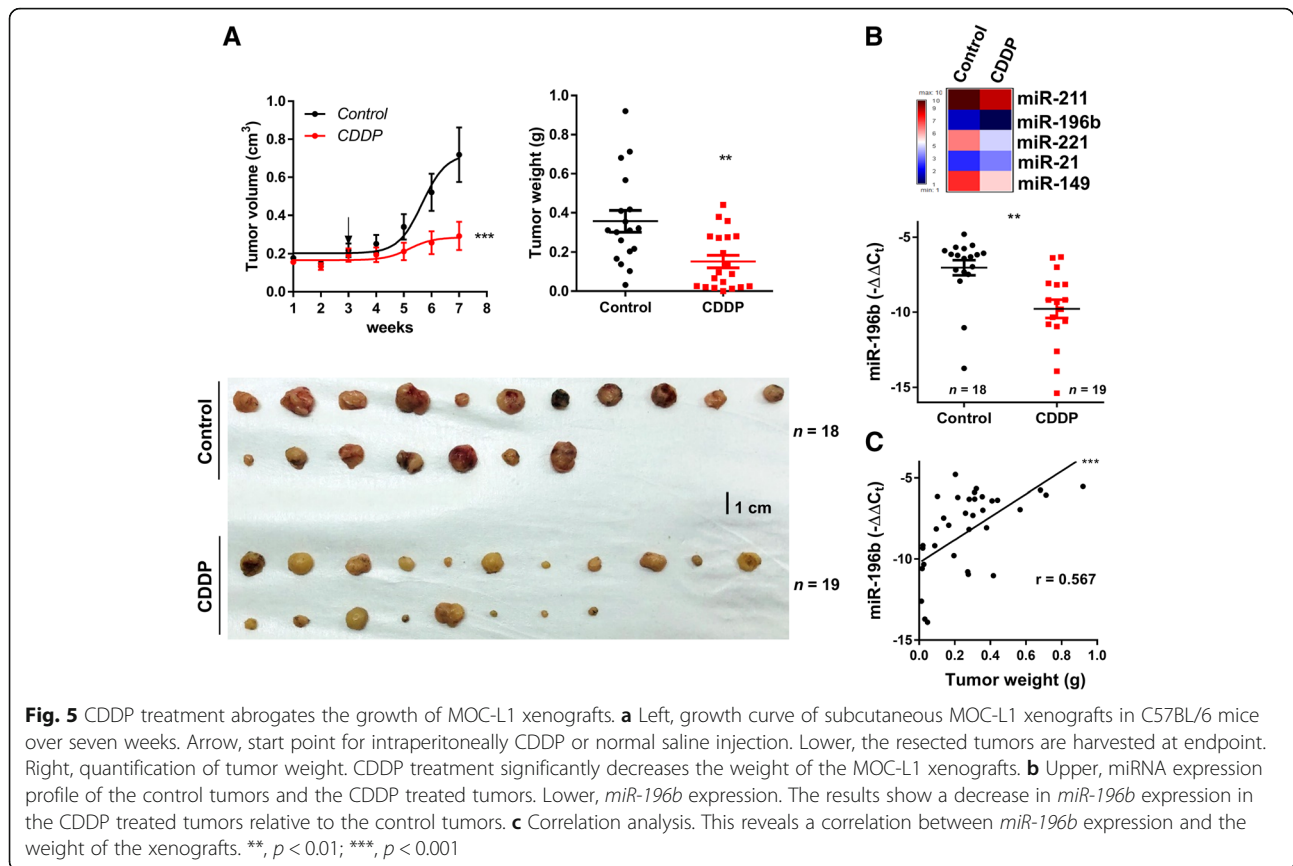 A
B
Control
CDDP
Tumor volume (cm³)
1.0
0.8
0.6
0.4
0.2
0.0
1 2 3 4 5 6 7 8
weeks
***
Tumor weight (g)
1.0
0.8
0.6
0.4
0.2
0.0
**
Control CDDP
Control CDDP
max: 10
10
9
7
6
5
3
2
1
min: 1
miR-211
miR-196b
miR-221
miR-21
miR-149
**
miR-196b (-ΔΔCt)
-5
-10
-15
n = 18 n = 19
Control CDDP
Control
n = 18
1 cm
CDDP
n = 19
C
***
miR-196b (-ΔΔCt)
-5
-10
-15
r = 0.567
0.0 0.2 0.4 0.6 0.8 1.0
Tumor weight (g)
Fig. 5 CDDP treatment abrogates the growth of MOC-L1 xenografts. a Left, growth curve of subcutaneous MOC-L1 xenografts in C57BL/6 mice
over seven weeks. Arrow, start point for intraperitoneally CDDP or normal saline injection. Lower, the resected tumors are harvested at endpoint.
Right, quantification of tumor weight. CDDP treatment significantly decreases the weight of the MOC-L1 xenografts. b Upper, miRNA expression
profile of the control tumors and the CDDP treated tumors. Lower, miR-196b expression. The results show a decrease in miR-196b expression in
the CDDP treated tumors relative to the control tumors. c Correlation analysis. This reveals a correlation between miR-196b expression and the
weight of the xenografts. **, p < 0.01; ***, p < 0.001